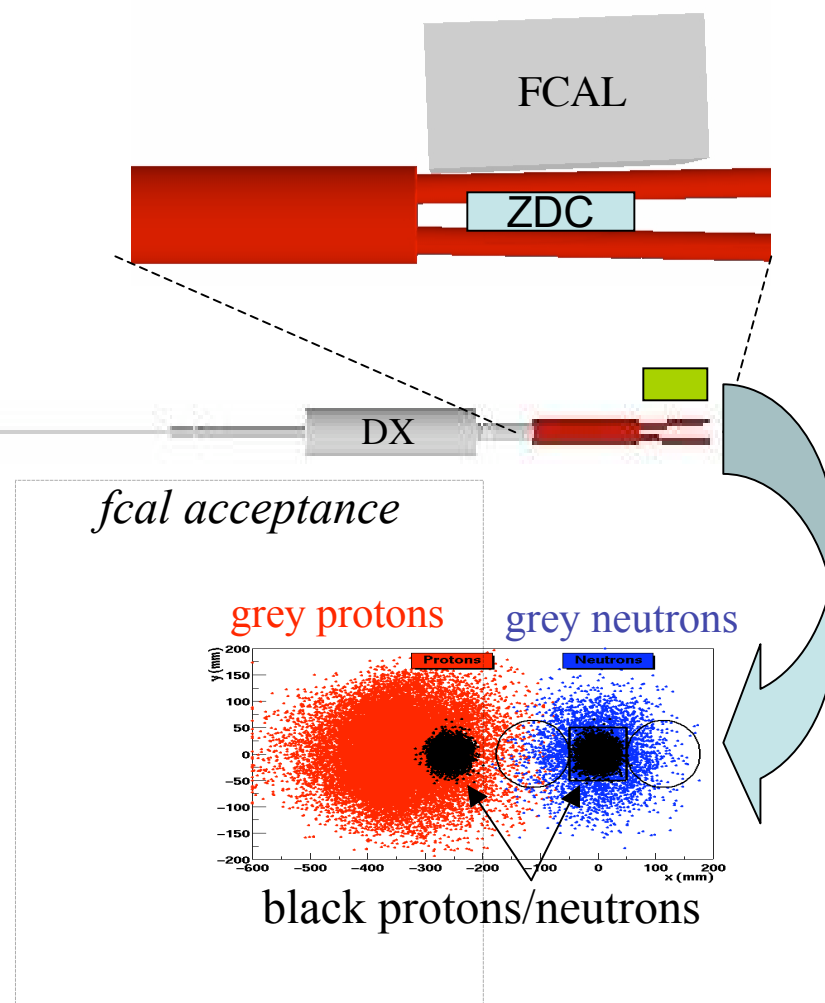 FCAL
ZDC
DX
fcal acceptance
grey protons grey neutrons
Protons Neutrons
y (mm)
200
150
100
50
0
−50
−100
−150
−200
−600 −500 −400 −300 −200 −100 0 100 200
x (mm)
black protons/neutrons